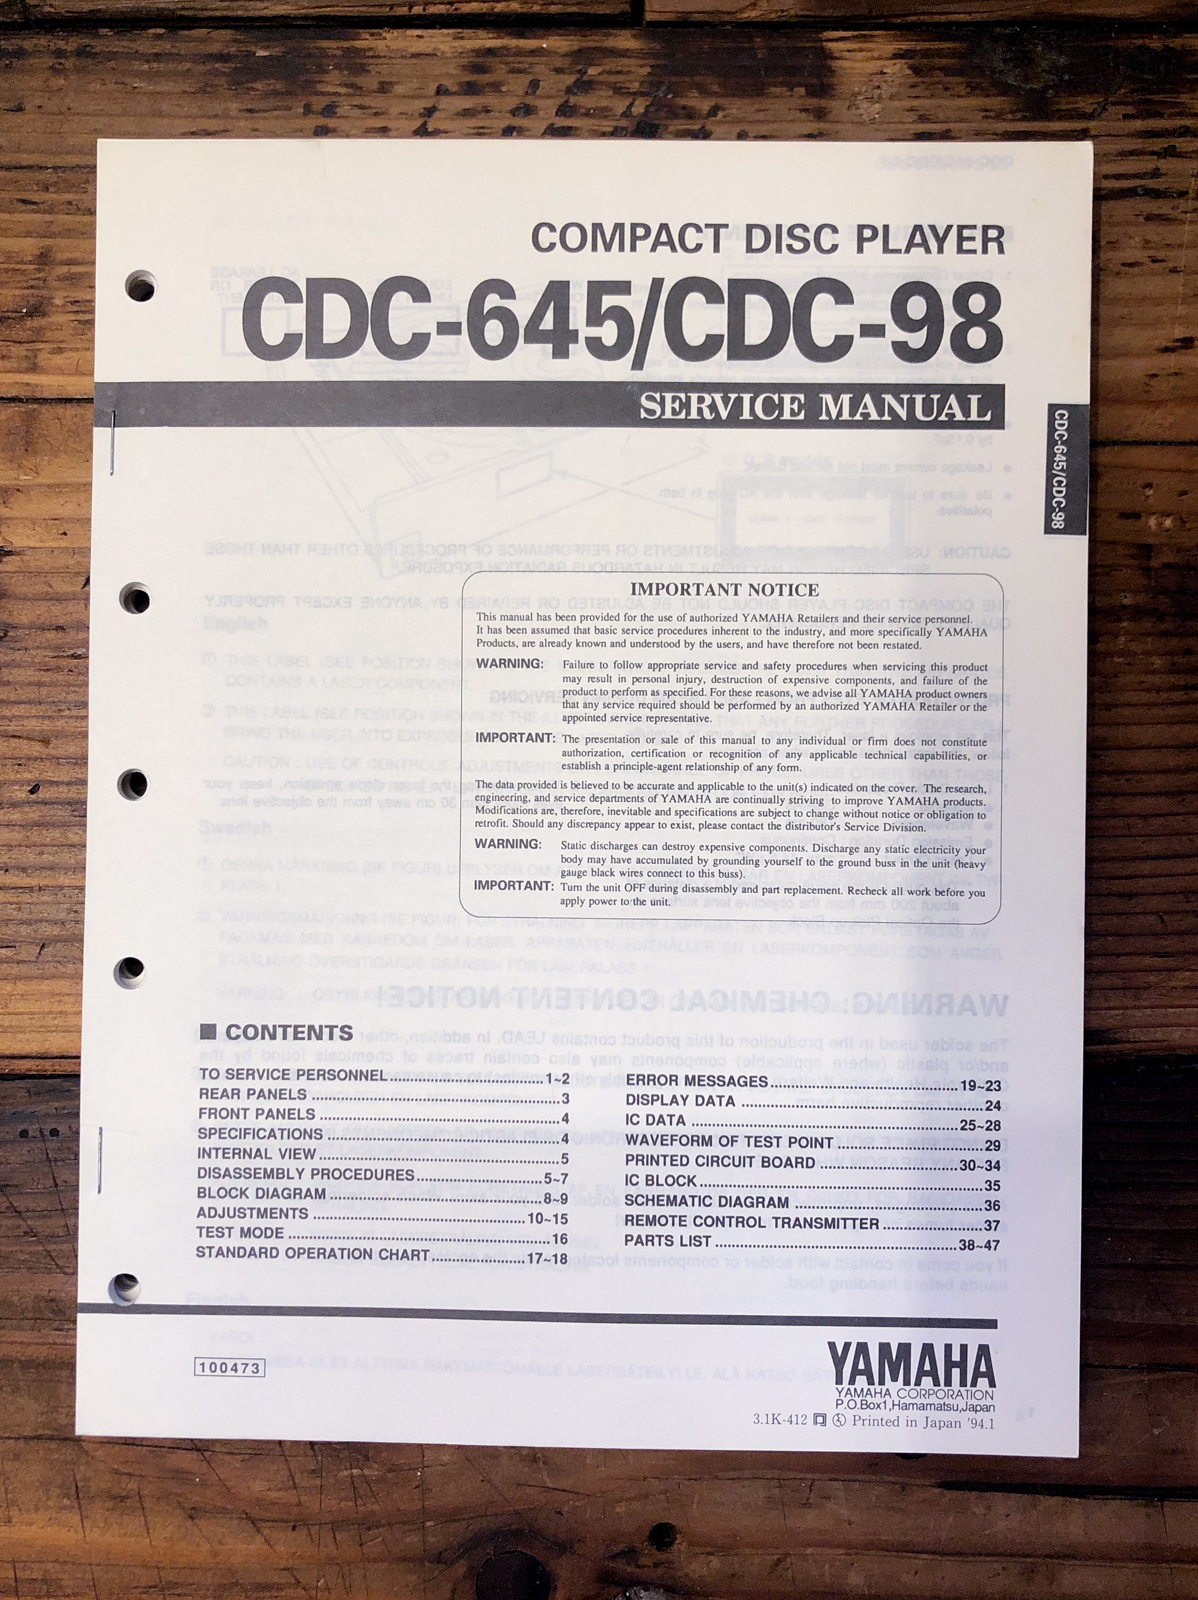 COMPACT DISC PLAYER
CDC-645/CDC-98
SERVICE MANUAL
CDC-645/CDC-98
IMPORTANT NOTICE
This manual has been provided for the use of authorized YAMAHA Retailers and their service personnel.
It has been assumed that basic service procedures inherent to the industry, and more specifically YAMAHA
Products, are already known and understood by the users, and have therefore not been restated.
WARNING: Failure to follow appropriate service and safety procedures when servicing this product
may result in personal injury, destruction of expensive components, and failure of the
product to perform as specified. For these reasons, we advise all YAMAHA product owners
that any service required should be performed by an authorized YAMAHA Retailer or the
appointed service representative.
IMPORTANT: The presentation or sale of this manual to any individual or firm does not constitute
authorization, certification or recognition of any applicable technical capabilities, or
establish a principle-agent relationship of any form.
The data provided is believed to be accurate and applicable to the unit(s) indicated on the cover. The research,
engineering, and service departments of YAMAHA are continually striving to improve YAMAHA products.
Modifications are, therefore, inevitable and specifications are subject to change without notice or obligation to
retrofit. Should any discrepancy appear to exist, please contact the distributor's Service Division.
WARNING: Static discharges can destroy expensive components. Discharge any static electricity your
body may have accumulated by grounding yourself to the ground buss in the unit (heavy
gauge black wires connect to this buss).
IMPORTANT: Turn the unit OFF during disassembly and part replacement. Recheck all work before you
apply power to the unit.
■ CONTENTS
TO SERVICE PERSONNEL....................1~2
REAR PANELS....................3
FRONT PANELS....................4
SPECIFICATIONS....................4
INTERNAL VIEW....................5
DISASSEMBLY PROCEDURES....................5~7
BLOCK DIAGRAM....................8~9
ADJUSTMENTS....................10~15
TEST MODE....................16
STANDARD OPERATION CHART....................17~18
ERROR MESSAGES....................19~23
DISPLAY DATA....................24
IC DATA....................25~28
WAVEFORM OF TEST POINT....................29
PRINTED CIRCUIT BOARD....................30~34
IC BLOCK....................35
SCHEMATIC DIAGRAM....................36
REMOTE CONTROL TRANSMITTER....................37
PARTS LIST....................38~47
100473
YAMAHA
YAMAHA CORPORATION
P.O.Box1,Hamamatsu,Japan
3.1K-412 Printed in Japan '94.1